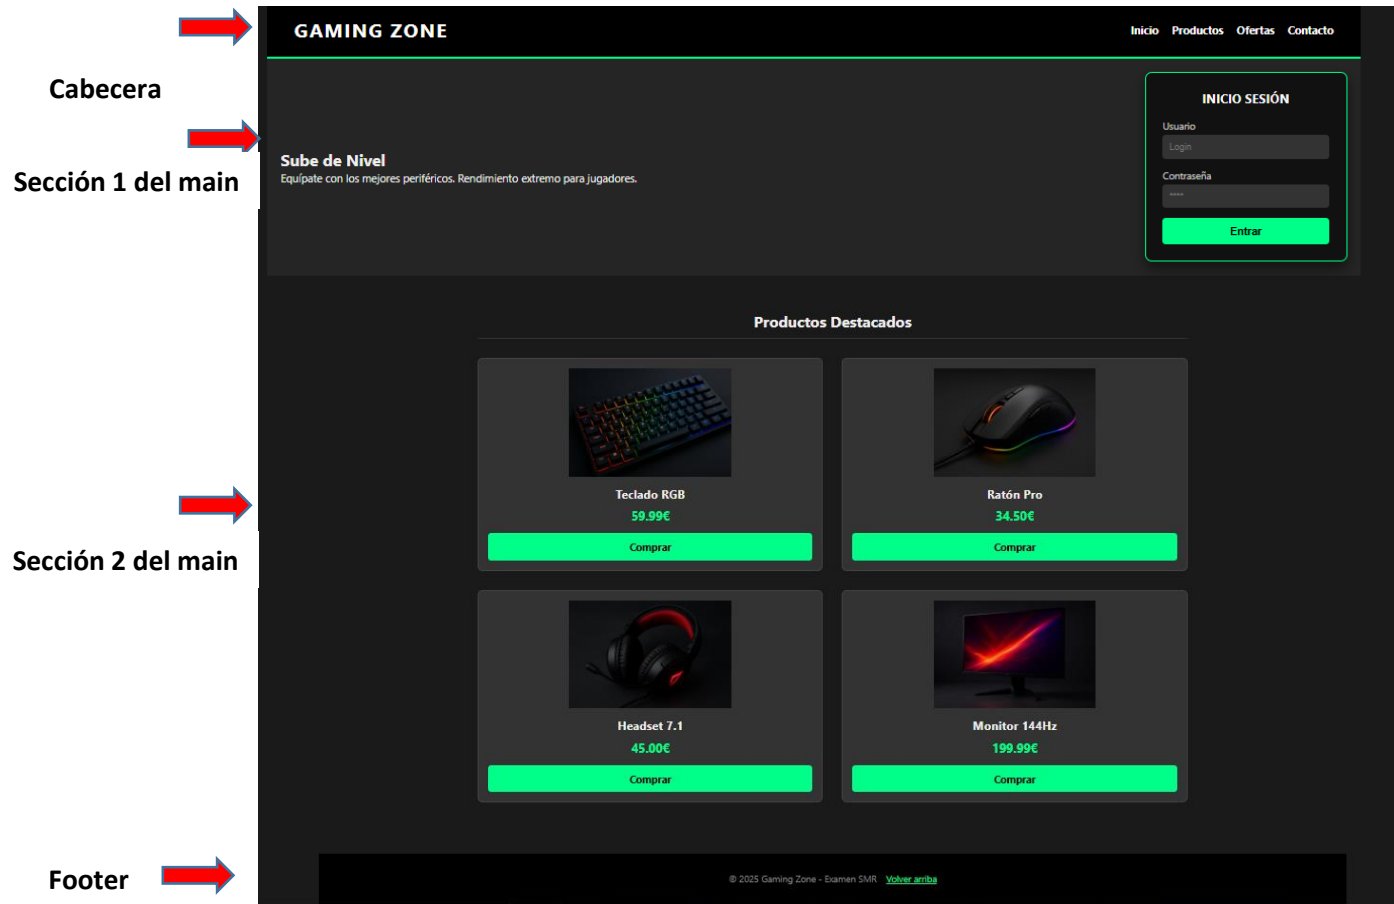 GAMING ZONE
Inicio Productos Ofertas Contacto
Cabecera
INICIO SESIÓN
Usuario
Login
Sube de Nivel
Equípate con los mejores periféricos. Rendimiento extremo para jugadores.
Sección 1 del main
Contraseña
****
Entrar
Productos Destacados
Teclado RGB
59.99€
Comprar
Ratón Pro
34.50€
Comprar
Sección 2 del main
Headset 7.1
45.00€
Comprar
Monitor 144Hz
199.99€
Comprar
Footer
© 2025 Gaming Zone - Examen SMR Volver arriba